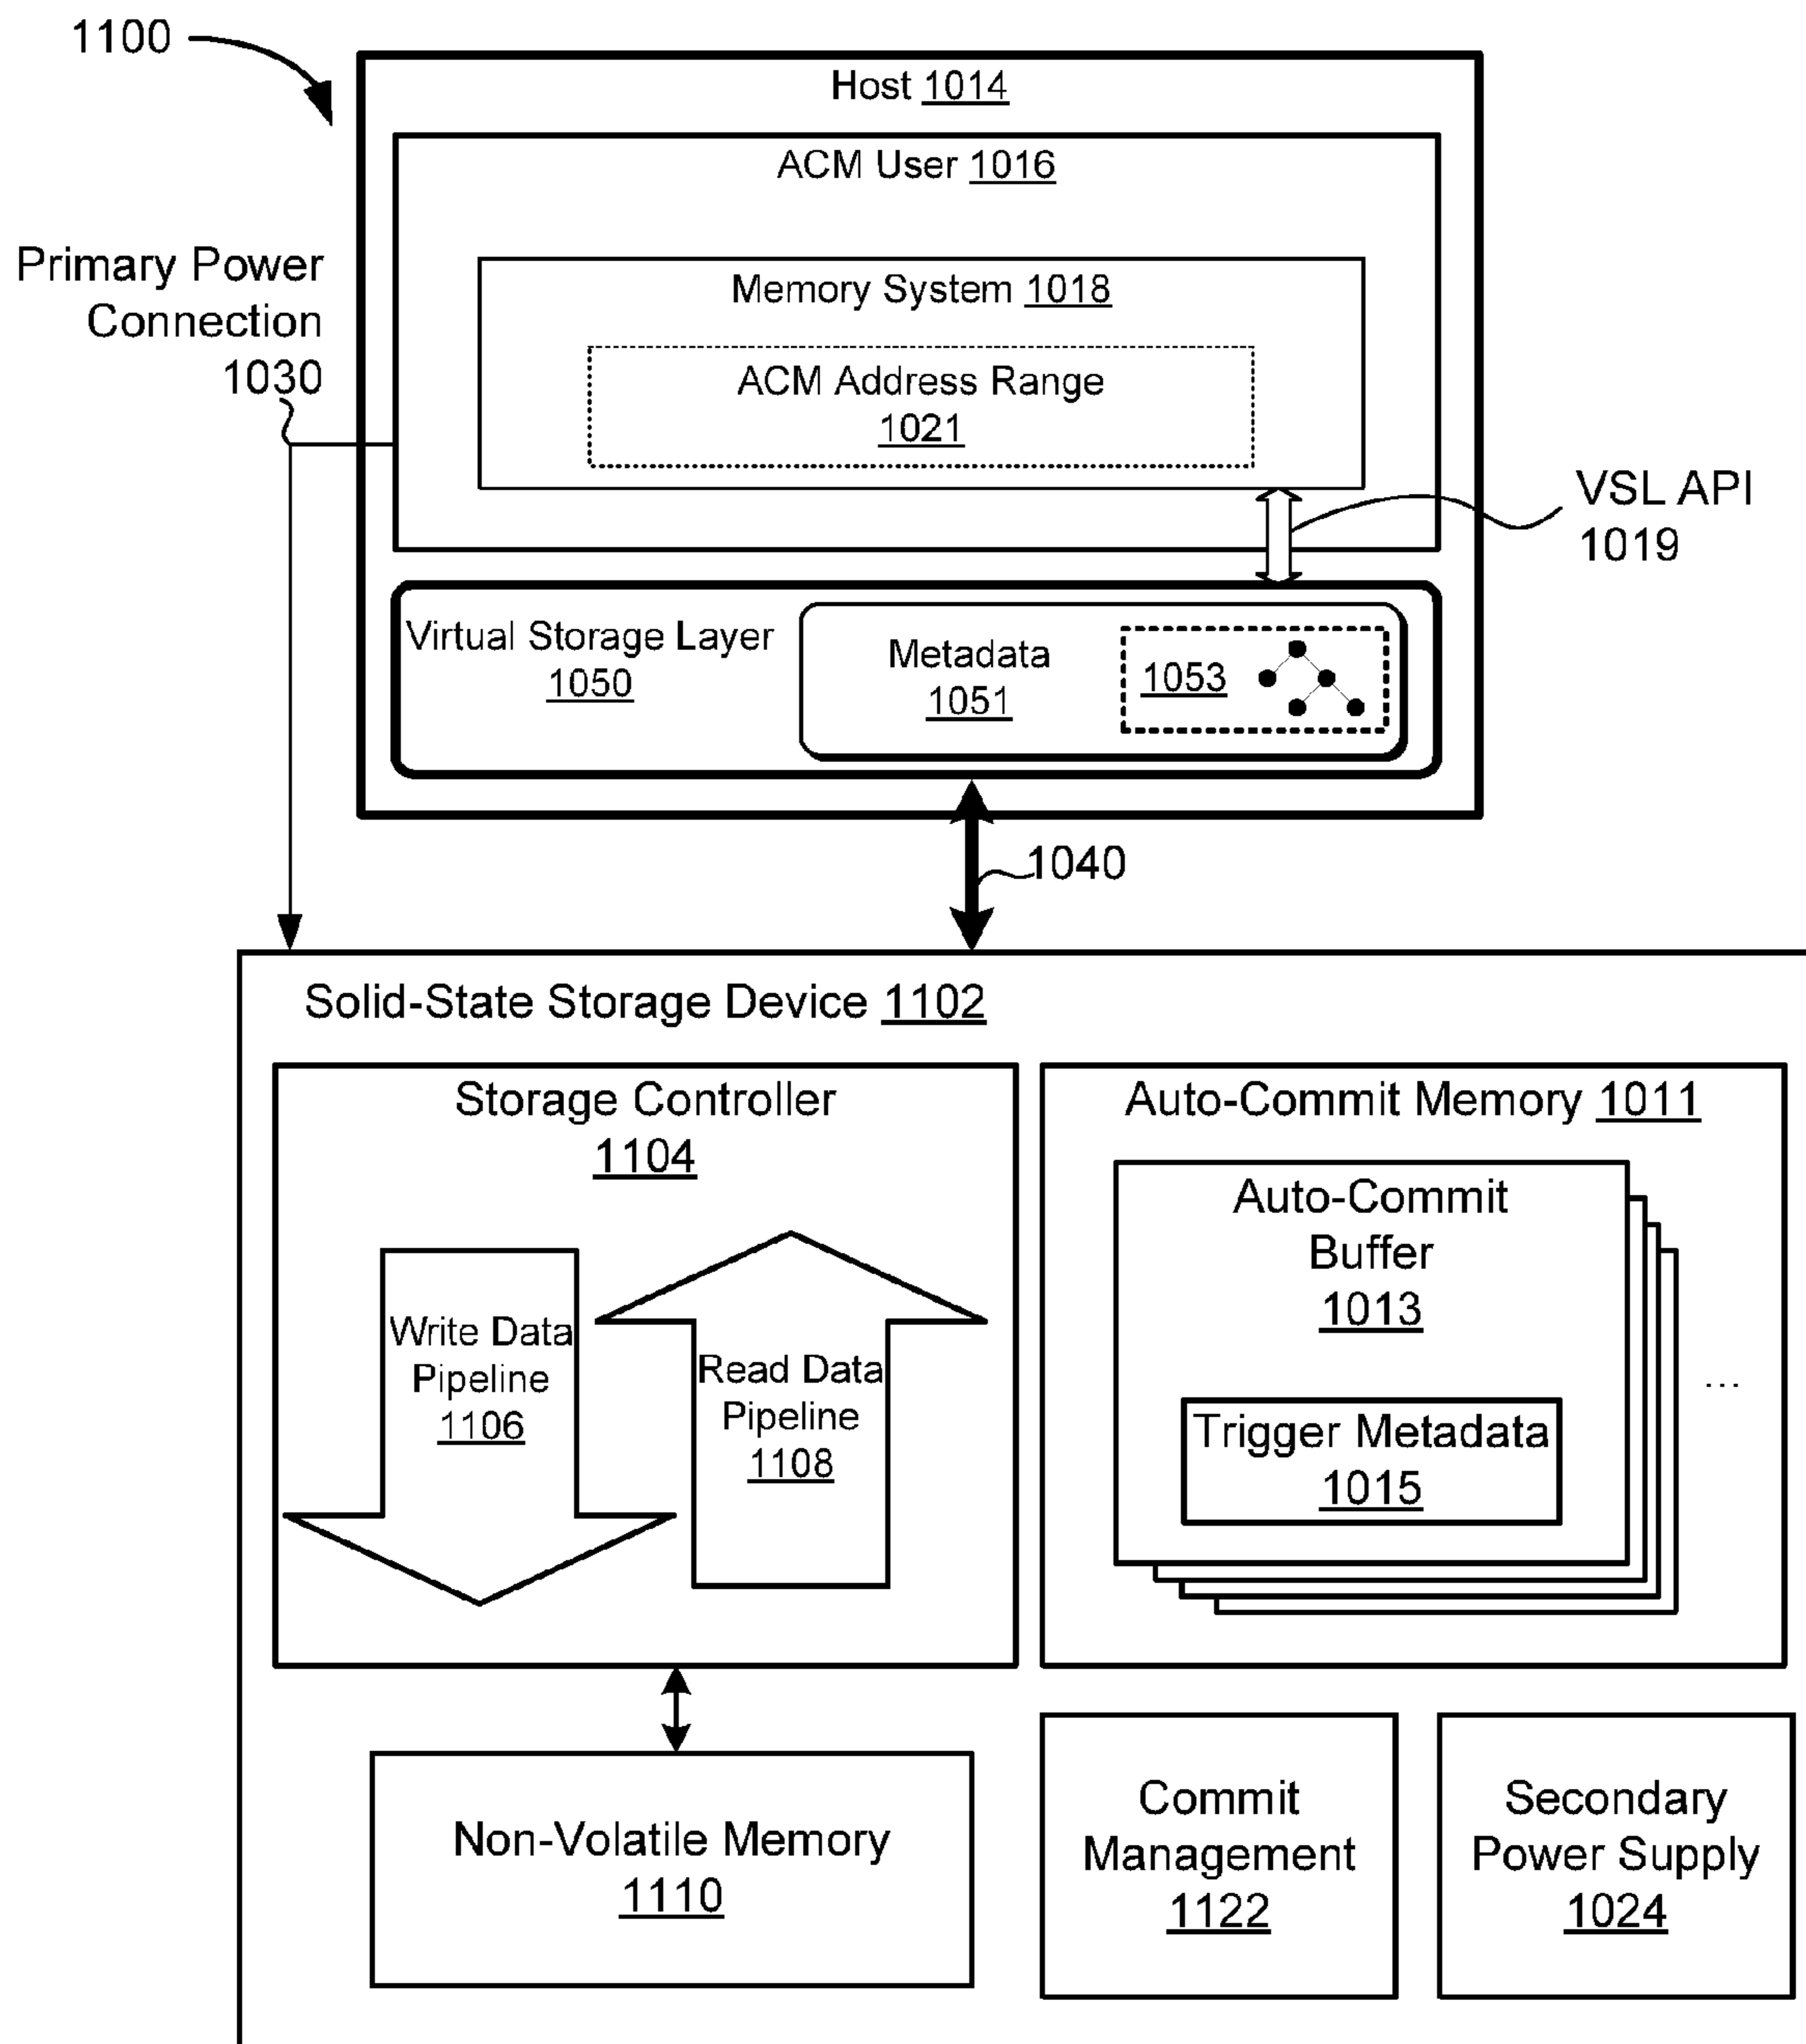 1100
Host 1014
ACM User 1016
Primary Power
Connection
1030
Memory System 1018
ACM Address Range
1021
VSL API
1019
Virtual Storage Layer
1050
Metadata
1051
1053
1040
Solid-State Storage Device 1102
Storage Controller
1104
Write Data
Pipeline
1106
Read Data
Pipeline
1108
Auto-Commit Memory 1011
Auto-Commit
Buffer
1013
Trigger Metadata
1015
...
Non-Volatile Memory
1110
Commit
Management
1122
Secondary
Power Supply
1024